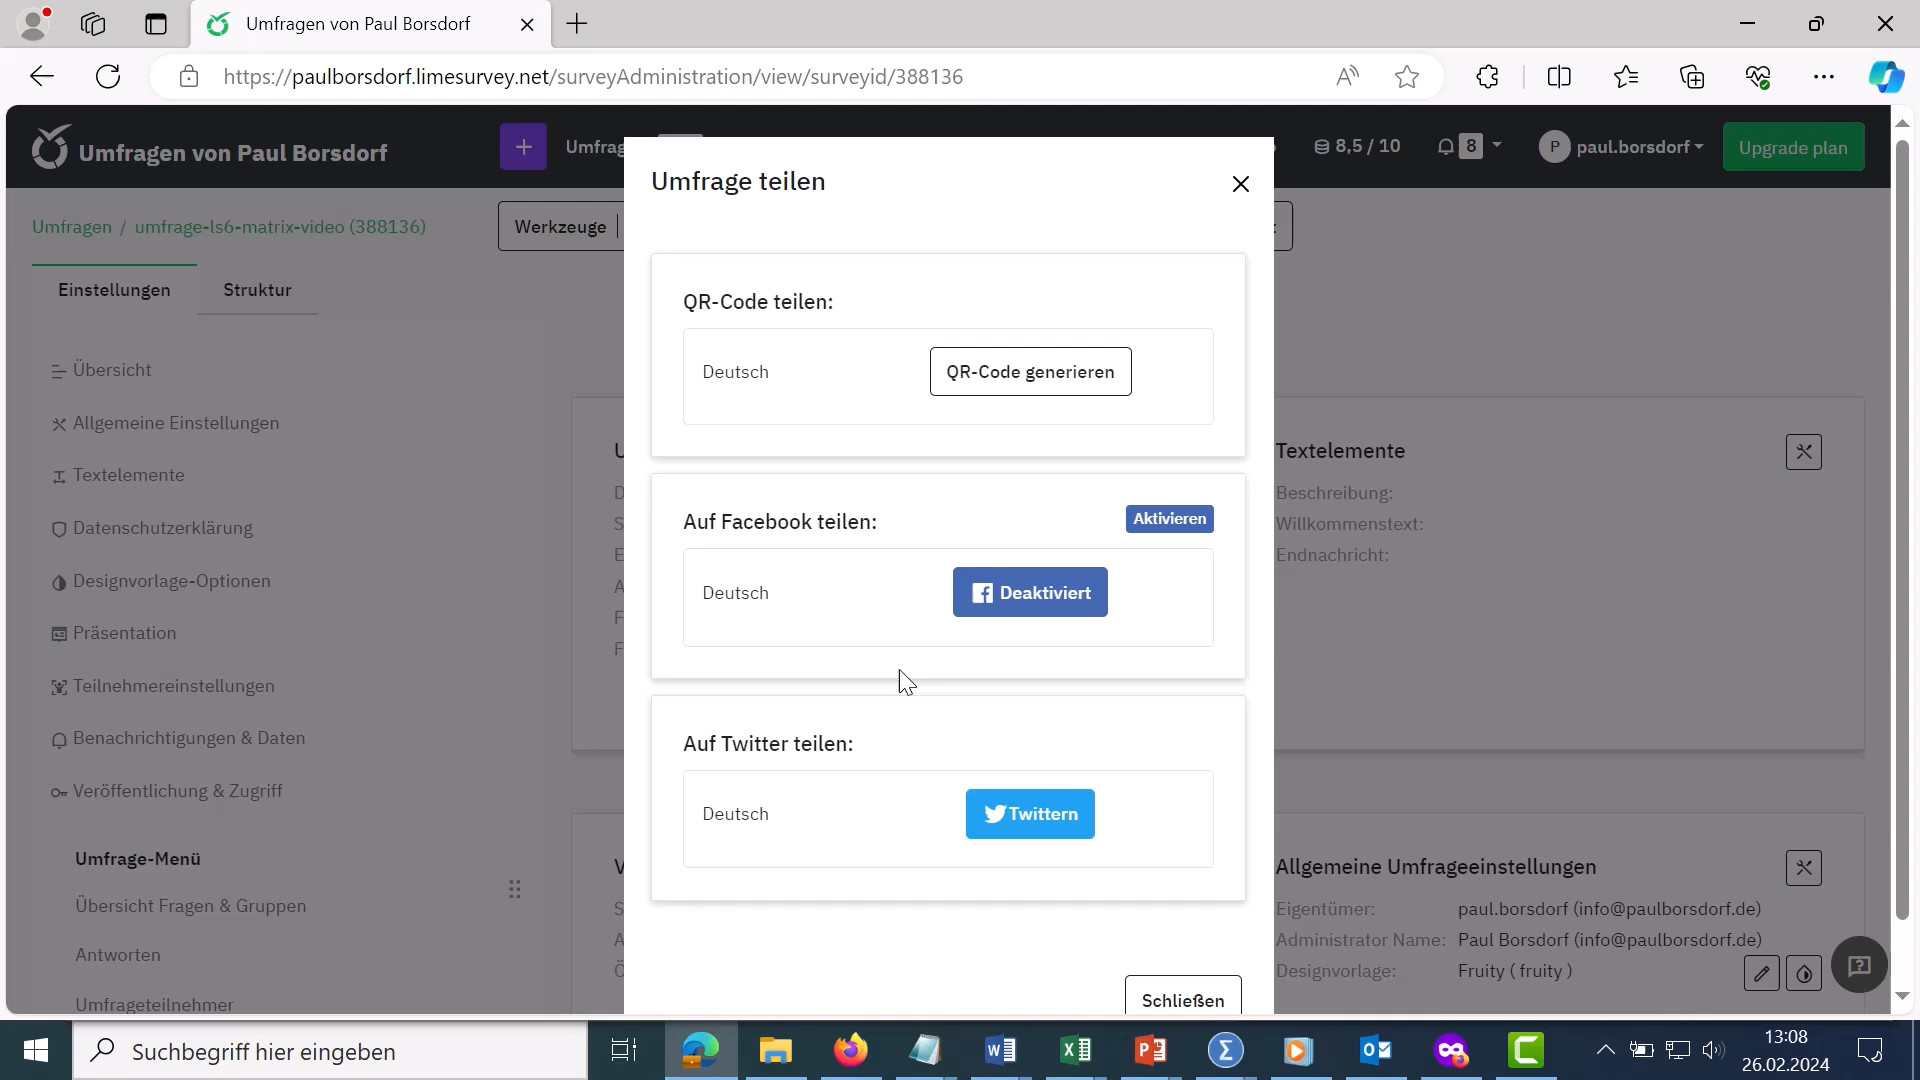 Umfragen von Paul Borsdorf
https://paulborsdorf.limesurvey.net/surveyAdministration/view/surveyid/388136
Umfragen von Paul Borsdorf
+
8,5 / 10
8
P
paul.borsdorf
Upgrade plan
Umfragen / umfrage-ls6-matrix-video (388136)
Werkzeuge
Einstellungen
Struktur
Übersicht
Allgemeine Einstellungen
Textelemente
Datenschutzerklärung
Designvorlage-Optionen
Präsentation
Teilnehmereinstellungen
Benachrichtigungen & Daten
Veröffentlichung & Zugriff
Umfrage-Menü
Übersicht Fragen & Gruppen
Antworten
Umfrageteilnehmer
Umfrage teilen
QR-Code teilen:
Deutsch
QR-Code generieren
Auf Facebook teilen:
Aktivieren
Deutsch
Deaktiviert
Auf Twitter teilen:
Deutsch
Twittern
Schließen
Textelemente
Beschreibung:
Willkommenstext:
Endnachricht:
Allgemeine Umfrageeinstellungen
Eigentümer: paul.borsdorf (info@paulborsdorf.de)
Administrator Name: Paul Borsdorf (info@paulborsdorf.de)
Designvorlage: Fruity ( fruity )
Suchbegriff hier eingeben
13:08
26.02.2024